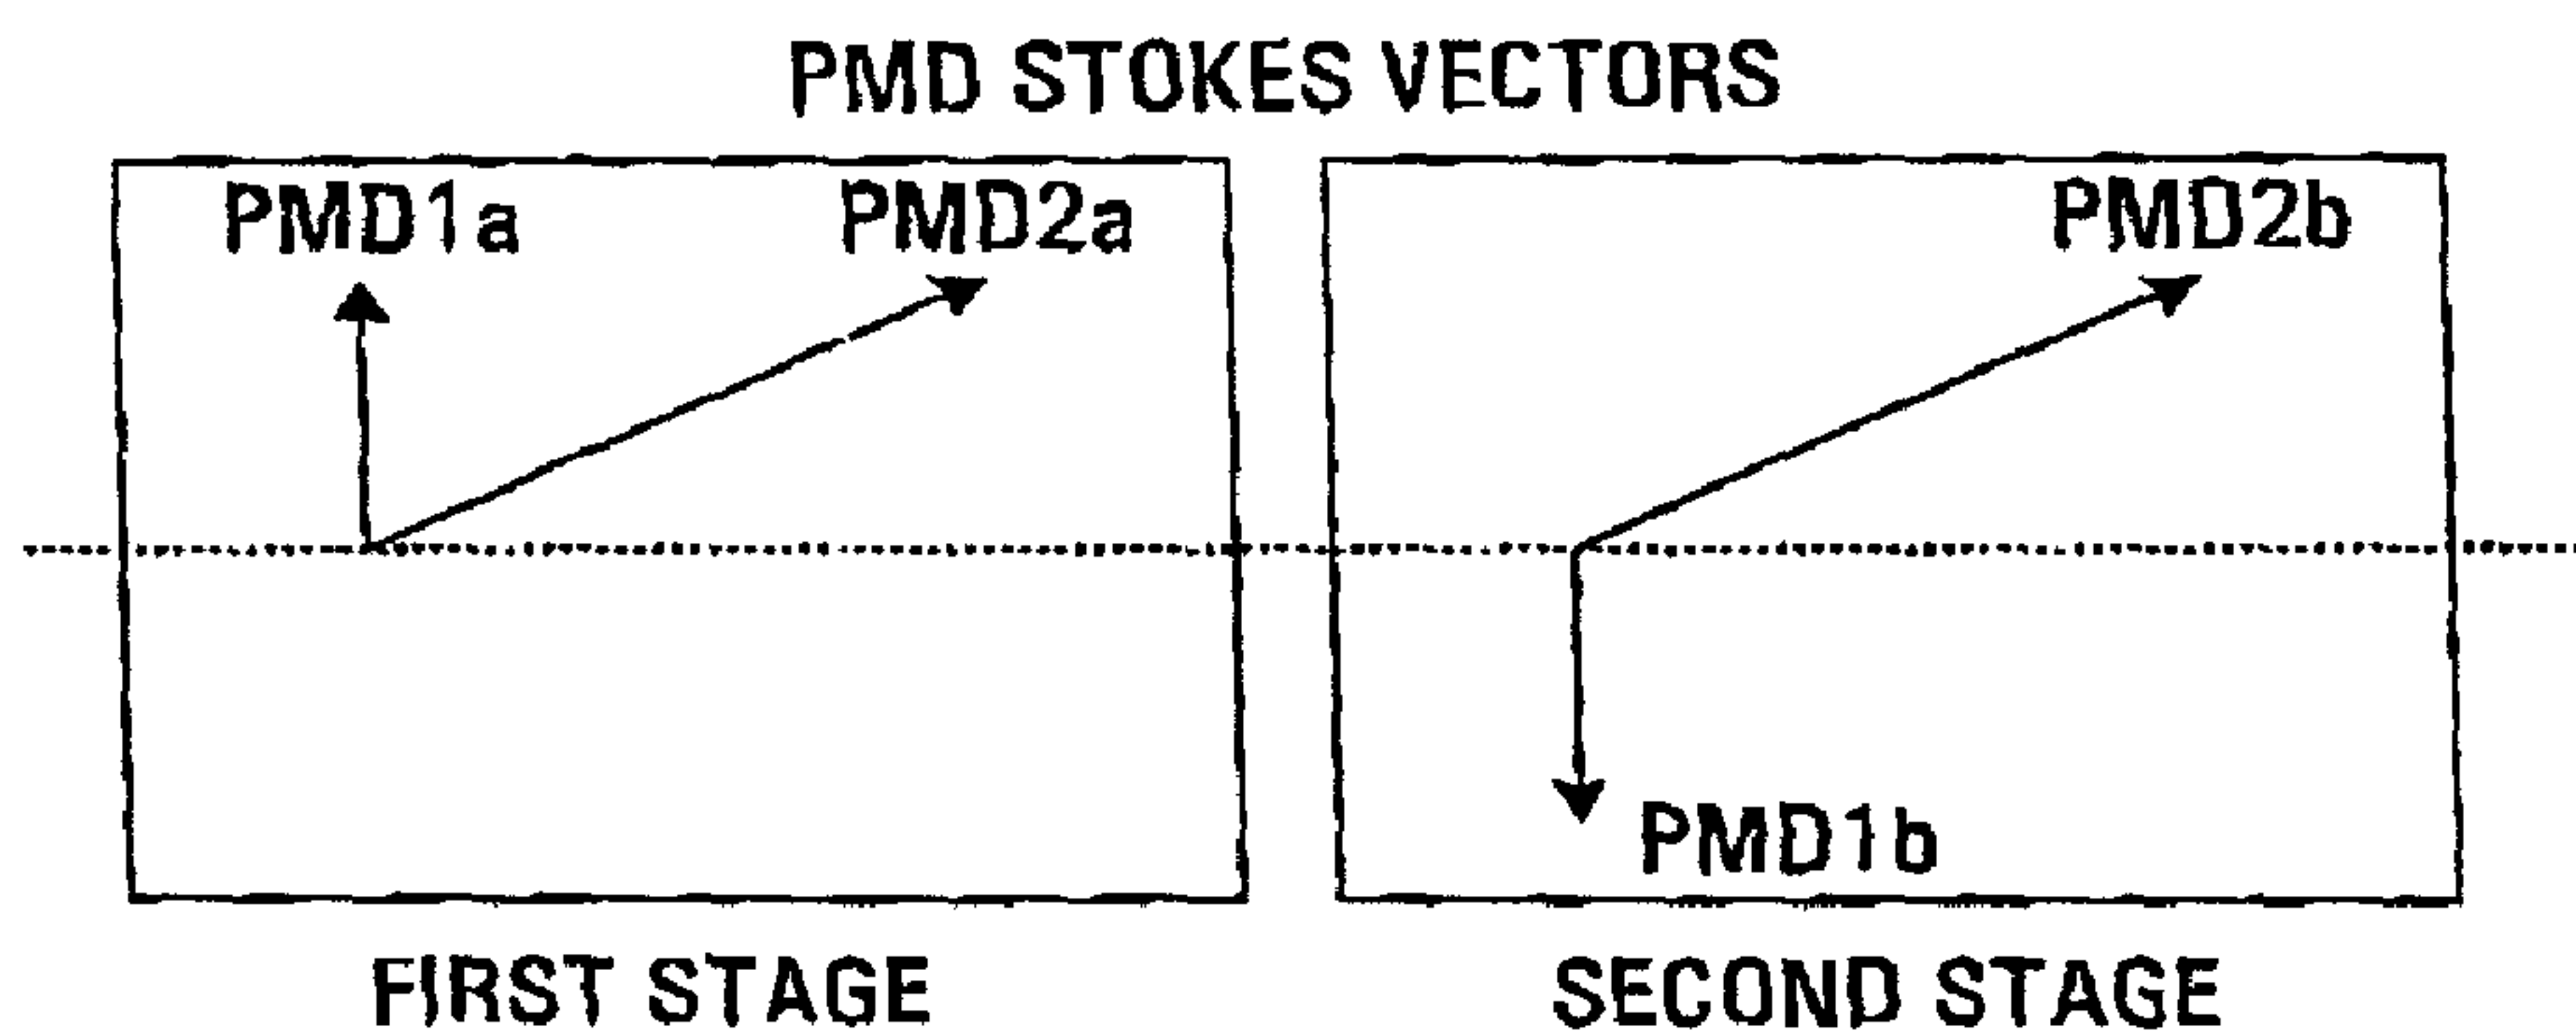 PMD STOKES VECTORS
PMD1a
PMD2a
PMD2b
PMD1b
FIRST STAGE
SECOND STAGE